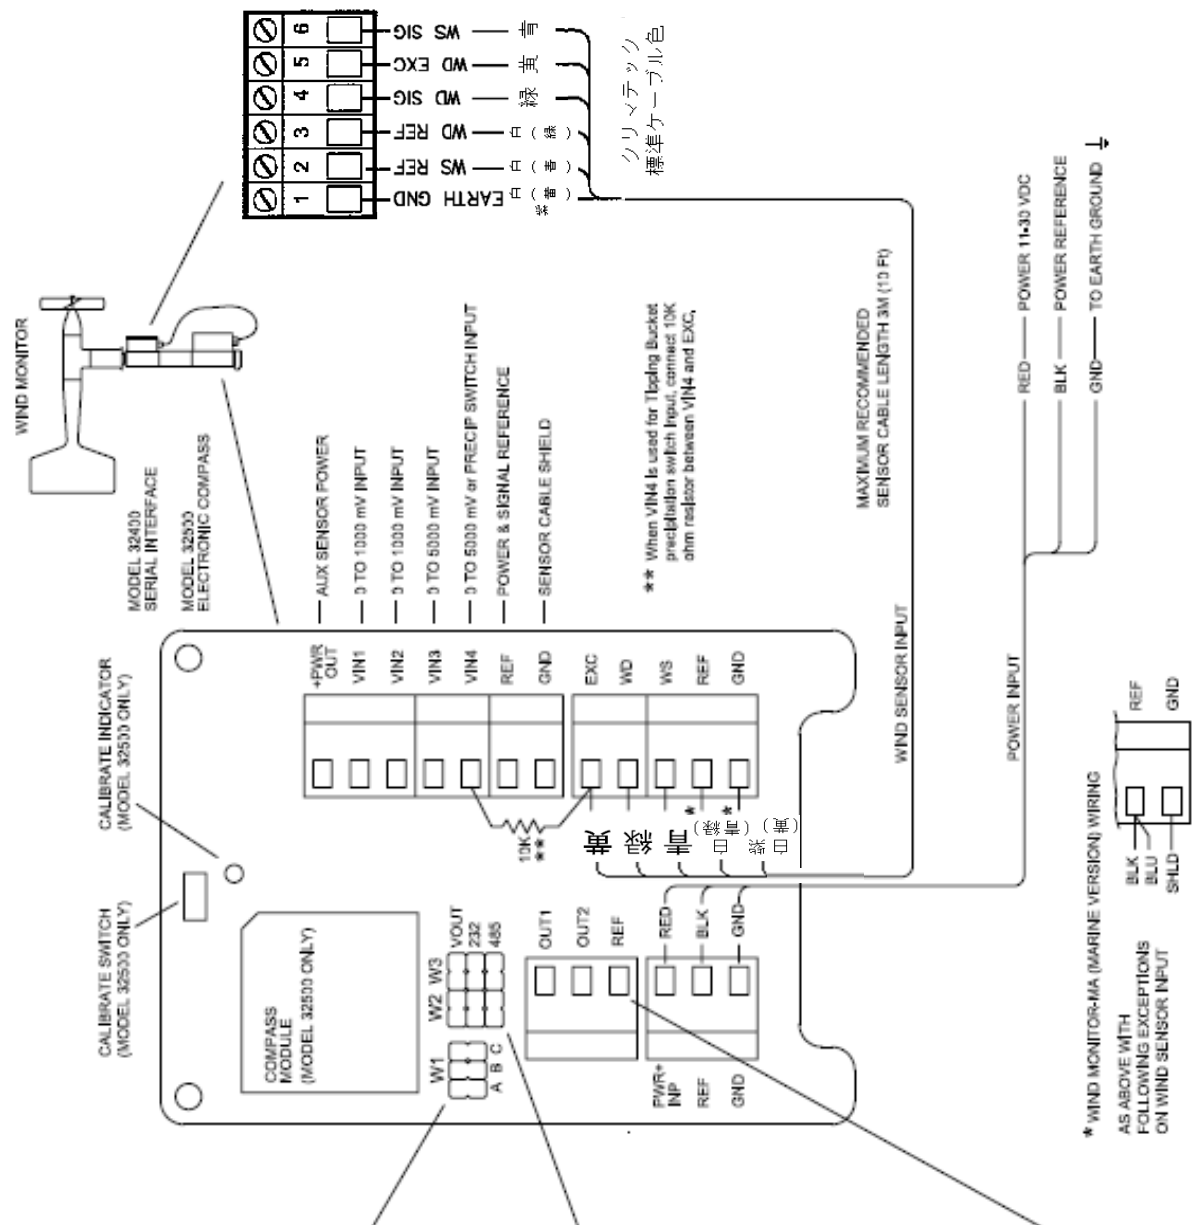 6
WS SIG
青
5
WD EXC
黄
4
WD SIG
緑
3
WD REF
白(緑)
2
WS REF
白(青)
1
EARTH GND
白(黄)
クリマテック
標準ケーブル色
WIND MONITOR
MODEL 32400
SERIAL INTERFACE
MODEL 32500
ELECTRONIC COMPASS
AUX SENSOR POWER
0 TO 1000 mV INPUT
0 TO 1000 mV INPUT
0 TO 5000 mV INPUT
0 TO 5000 mV or PRECIP SWITCH INPUT
POWER & SIGNAL REFERENCE
SENSOR CABLE SHIELD
** When VIN4 is used for Tipping Bucket
precipitation switch input, connect 10K
ohm resistor between VIN4 and EXC.
MAXIMUM RECOMMENDED
SENSOR CABLE LENGTH 3M (10 Ft)
RED
POWER 11-30 VDC
BLK
POWER REFERENCE
GND
TO EARTH GROUND
CALIBRATE INDICATOR
(MODEL 32500 ONLY)
CALIBRATE SWITCH
(MODEL 32500 ONLY)
+PWR
OUT
VIN1
VIN2
VIN3
VIN4
REF
GND
EXC
WD
WS
REF
GND
10K
**
黄
緑
青
*
白(青緑)
*
白(黄)
WIND SENSOR INPUT
POWER INPUT
COMPASS
MODULE
(MODEL 32500 ONLY)
W1
A B C
W2 W3
VOUT
232
485
OUT1
OUT2
REF
RED
BLK
GND
PWR+
INP
REF
GND
* WIND MONITOR-MA (MARINE VERSION) WIRING
AS ABOVE WITH
FOLLOWING EXCEPTIONS
ON WIND SENSOR INPUT
BLK
BLU
SHLD
REF
GND